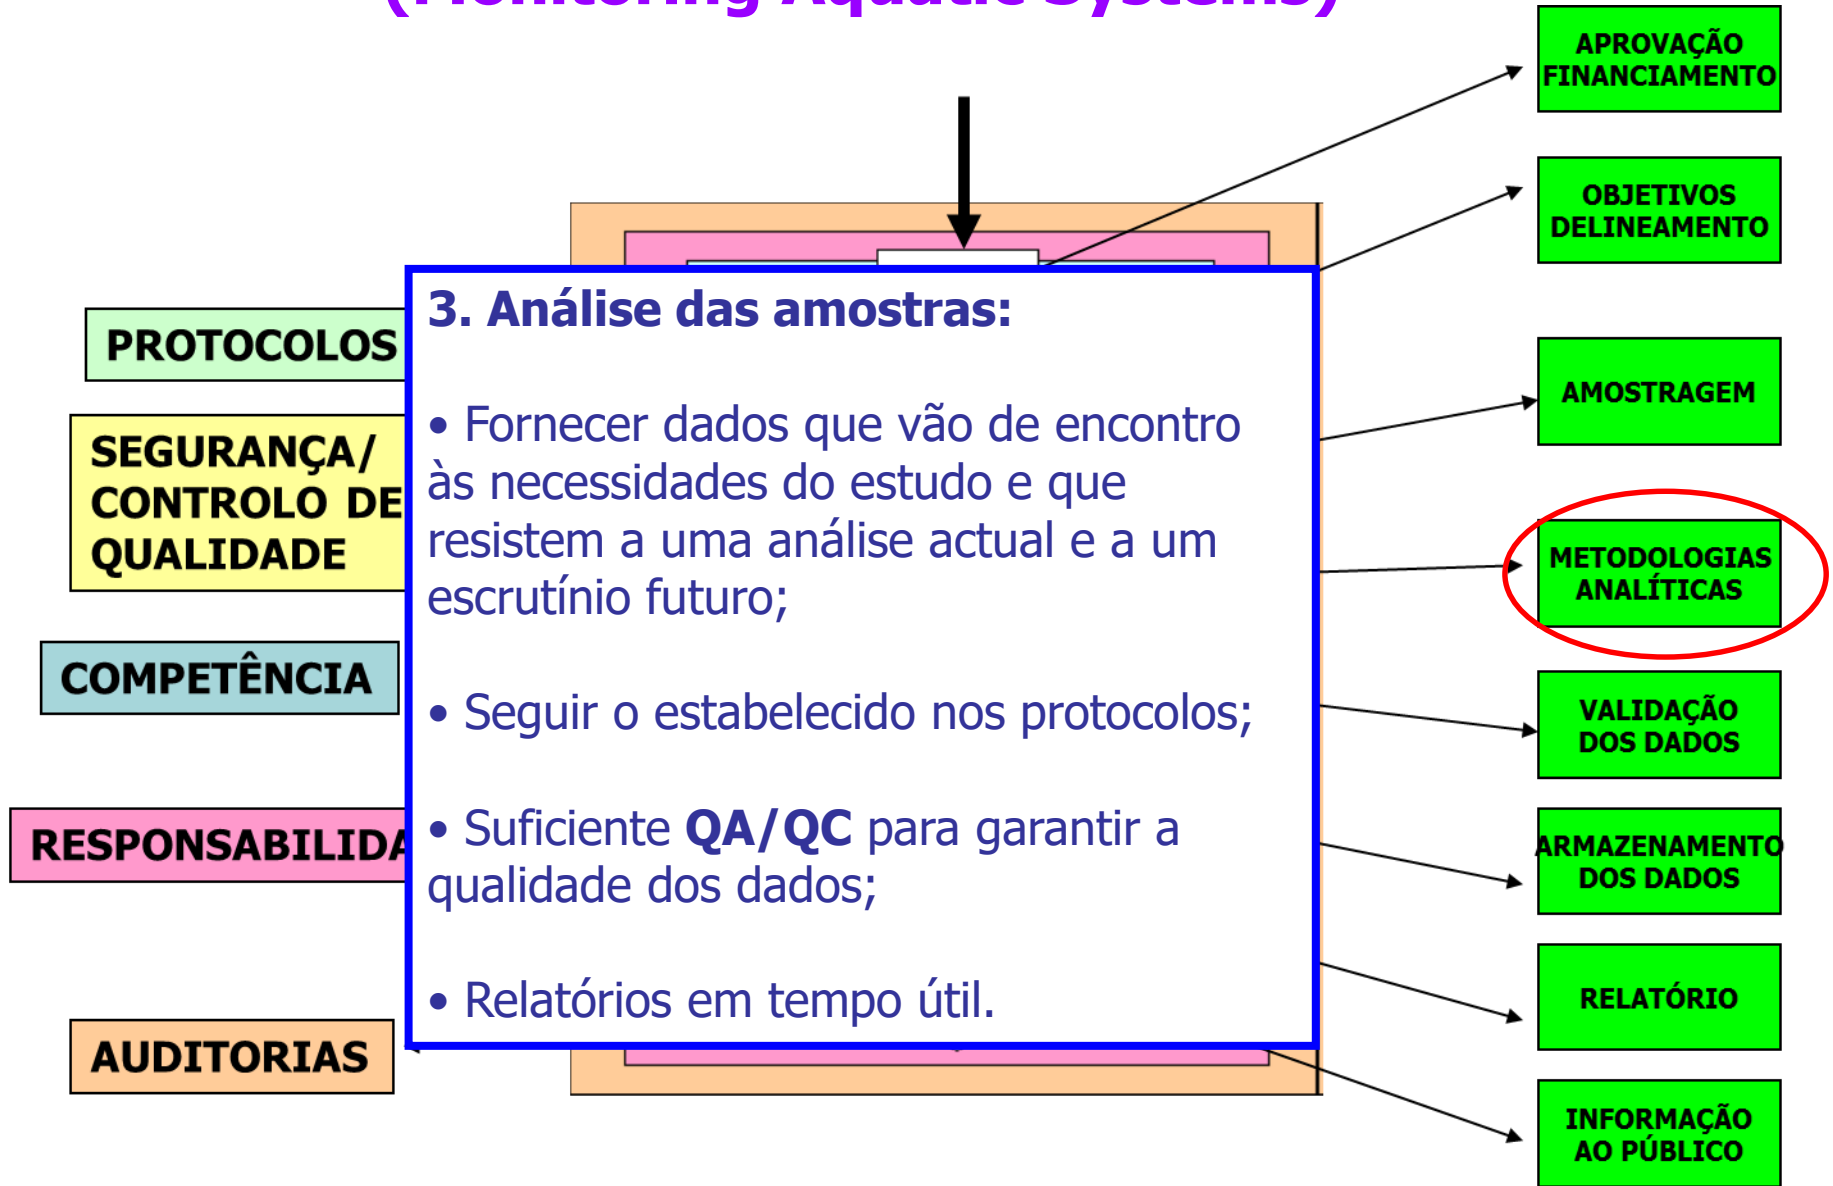 (Monitoring Aquatic Systems)
APROVAÇÃO
FINANCIAMENTO
OBJETIVOS
DELINEAMENTO
AMOSTRAGEM
METODOLOGIAS
ANALÍTICAS
VALIDAÇÃO
DOS DADOS
ARMAZENAMENTO
DOS DADOS
RELATÓRIO
INFORMAÇÃO
AO PÚBLICO
PROTOCOLOS
SEGURANÇA/
CONTROLO DE
QUALIDADE
COMPETÊNCIA
RESPONSABILIDA
AUDITORIAS
3. Análise das amostras:
• Fornecer dados que vão de encontro
às necessidades do estudo e que
resistem a uma análise actual e a um
escrutínio futuro;
• Seguir o estabelecido nos protocolos;
• Suficiente QA/QC para garantir a
qualidade dos dados;
• Relatórios em tempo útil.